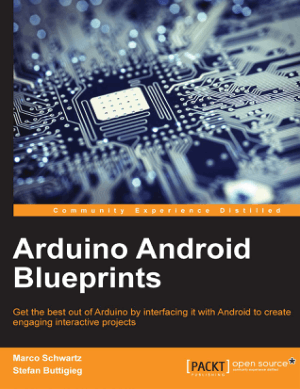 Community Experience Distilled
Arduino Android
Blueprints
Get the best out of Arduino by interfacing it with Android to create
engaging interactive projects
Marco Schwartz
Stefan Buttigieg
[PACKT] open source
PUBLISHING